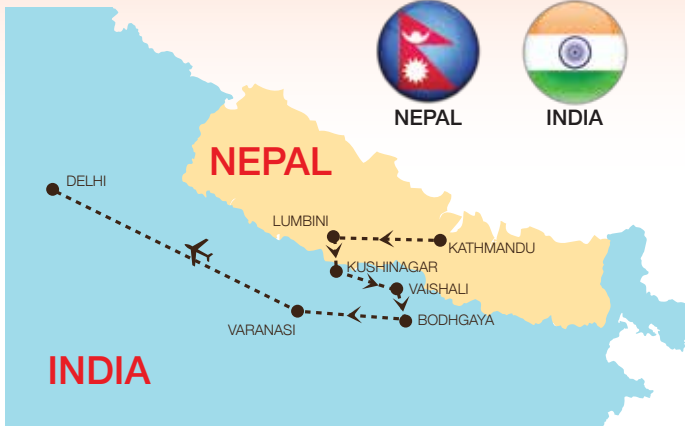 NEPAL
INDIA
NEPAL
DELHI
LUMBINI
KATHMANDU
KUSHINAGAR
VAISHALI
BODHGAYA
VARANASI
INDIA